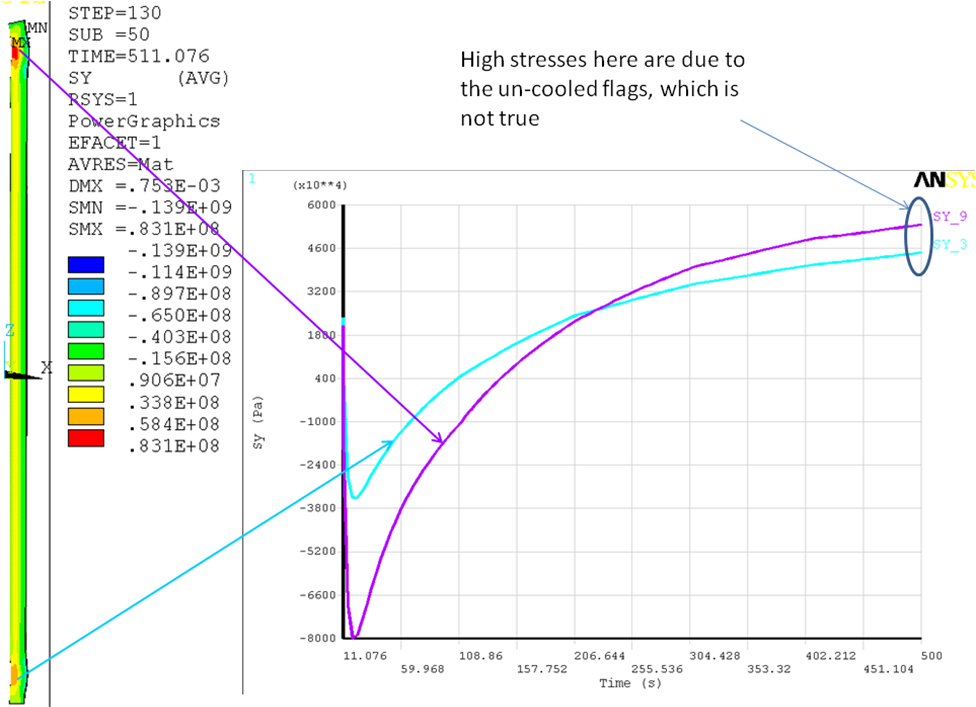 STEP=130
SUB =50
TIME=511.076
SY (AVG)
RSYS=1
PowerGraphics
EFACET=1
AVRES=Mat
DMX =.753E-03
SMN =-.139E+09
SMX =.831E+08
-.139E+09
-.114E+09
-.897E+08
-.650E+08
-.403E+08
-.156E+08
.906E+07
.338E+08
.584E+08
.831E+08
MN
MX
Z
X
High stresses here are due to
the un-cooled flags, which is
not true
1
ANSYS
(x10**4)
6000
4600
3200
1800
400
-1000
-2400
-3800
-5200
-6600
-8000
Sy (Pa)
SY_9
SY_3
11.076
59.968
108.86
157.752
206.644
255.536
304.428
353.32
402.212
451.104
500
Time (s)